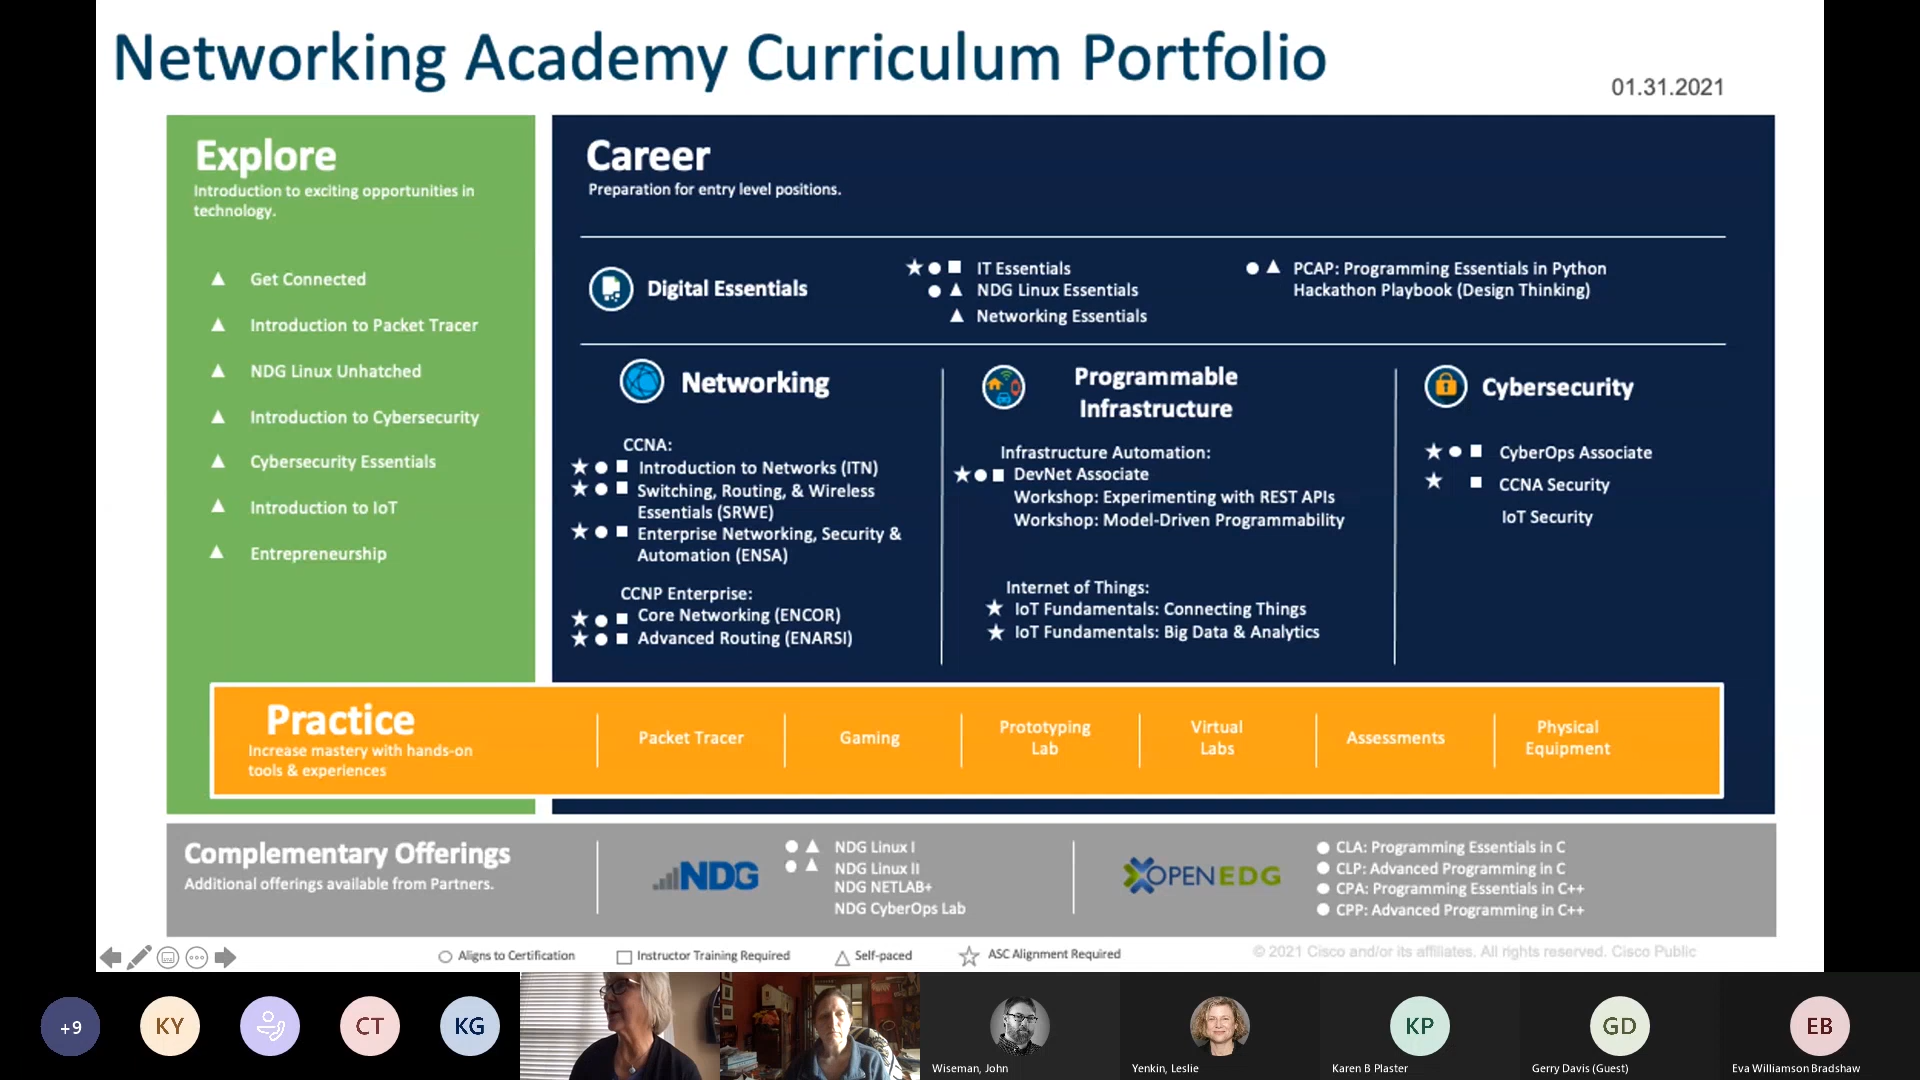 Networking Academy Curriculum Portfolio
01.31.2021
Explore
Introduction to exciting opportunities in
technology.
Get Connected
Introduction to Packet Tracer
NDG Linux Unhatched
Introduction to Cybersecurity
Cybersecurity Essentials
Introduction to IoT
Entrepreneurship
Career
Preparation for entry level positions.
Digital Essentials
IT Essentials
NDG Linux Essentials
Networking Essentials
PCAP: Programming Essentials in Python
Hackathon Playbook (Design Thinking)
Networking
CCNA:
Introduction to Networks (ITN)
Switching, Routing, & Wireless
Essentials (SRWE)
Enterprise Networking, Security &
Automation (ENSA)
CCNP Enterprise:
Core Networking (ENCOR)
Advanced Routing (ENARSI)
Programmable
Infrastructure
Infrastructure Automation:
DevNet Associate
Workshop: Experimenting with REST APIs
Workshop: Model-Driven Programmability
Internet of Things:
IoT Fundamentals: Connecting Things
IoT Fundamentals: Big Data & Analytics
Cybersecurity
CyberOps Associate
CCNA Security
IoT Security
Practice
Increase mastery with hands-on
tools & experiences
Packet Tracer
Gaming
Prototyping
Lab
Virtual
Labs
Assessments
Physical
Equipment
Complementary Offerings
Additional offerings available from Partners.
NDG
NDG Linux I
NDG Linux II
NDG NETLAB+
NDG CyberOps Lab
OPENEDG
CLA: Programming Essentials in C
CLP: Advanced Programming in C
CPA: Programming Essentials in C++
CPP: Advanced Programming in C++
Aligns to Certification
Instructor Training Required
Self-paced
ASC Alignment Required
© 2021 Cisco and/or its affiliates. All rights reserved. Cisco Public
+9
KY
CT
KG
Wiseman, John
Yenkin, Leslie
KP
Karen B Plaster
GD
Gerry Davis (Guest)
EB
Eva Williamson Bradshaw